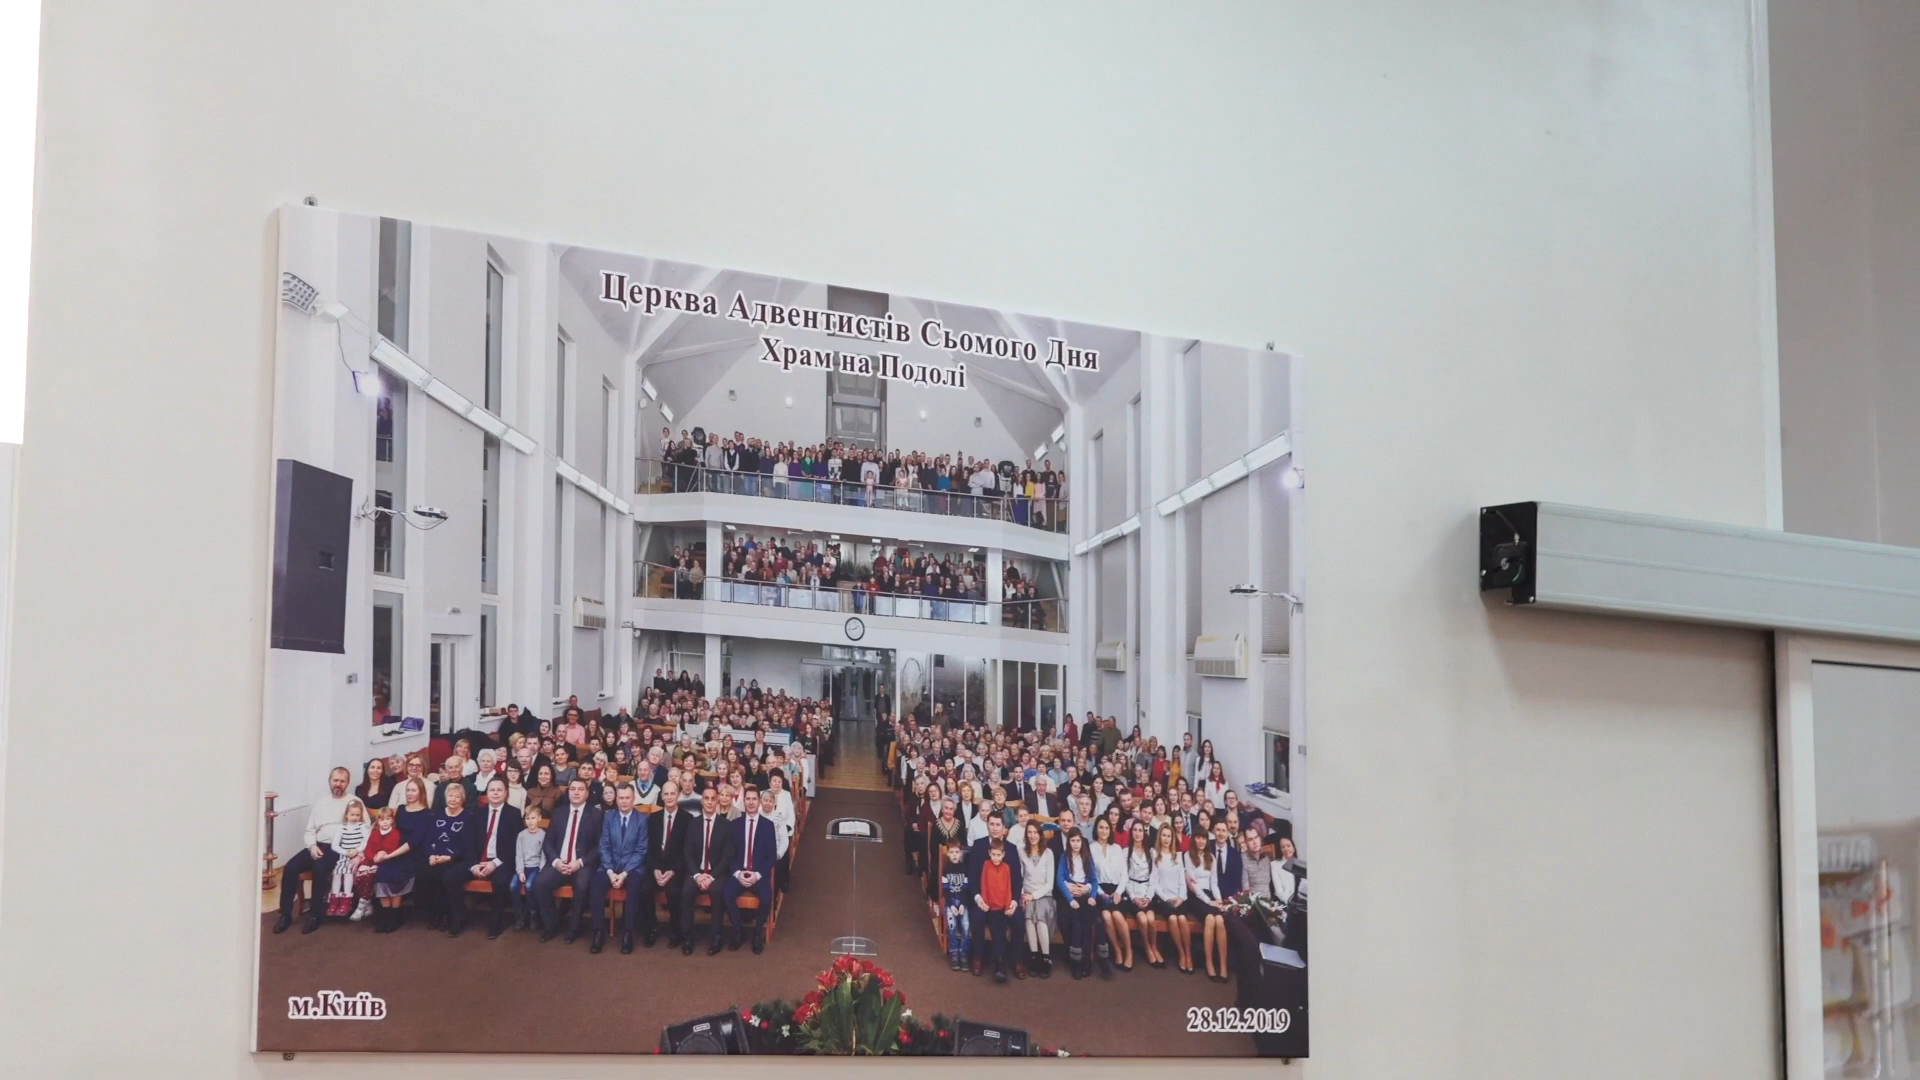 Церква Адвентистів Сьомого Дня
Храм на Подолі
м.Київ
28.12.2019